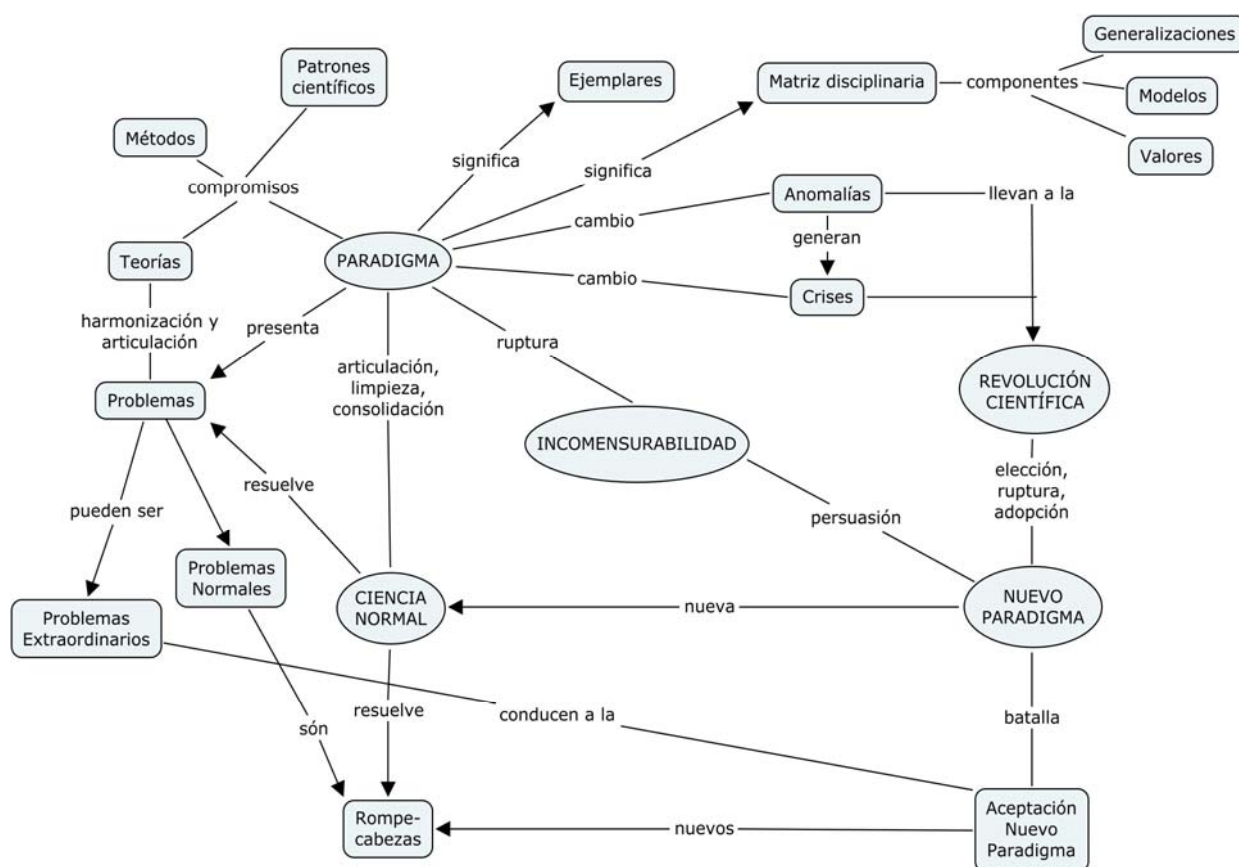 Generalizaciones
Patrones
científicos
Ejemplares
Matriz disciplinaria
componentes
Modelos
Métodos
Valores
significa
significa
compromisos
Anomalías
llevan a la
cambio
generan
Teorías
PARADIGMA
cambio
Crises
harmonización y
articulación
presenta
ruptura
articulación,
limpieza,
consolidación
REVOLUCIÓN
CIENTÍFICA
Problemas
INCOMENSURABILIDAD
resuelve
elección,
ruptura,
adopción
pueden ser
persuasión
Problemas
Normales
CIENCIA
NORMAL
nueva
NUEVO
PARADIGMA
Problemas
Extraordinarios
resuelve
conducen a la
batalla
són
Rompe-
cabezas
nuevos
Aceptación
Nuevo
Paradigma